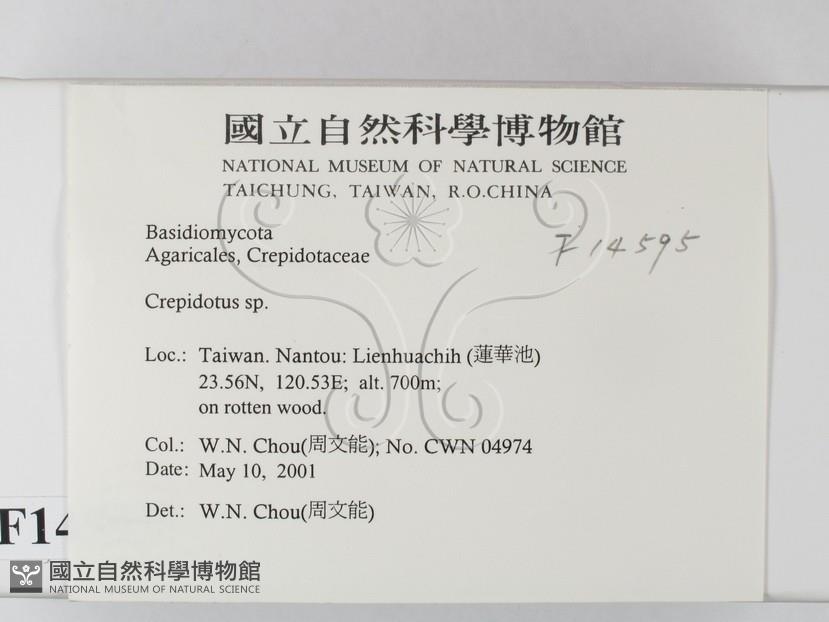 國立自然科學博物館
NATIONAL MUSEUM OF NATURAL SCIENCE
TAICHUNG, TAIWAN, R.O.CHINA
Basidiomycota
Agaricales, Crepidotaceae
F14595
Crepidotus sp.
Loc.: Taiwan. Nantou: Lienhuachih (蓮華池)
23.56N, 120.53E; alt. 700m;
on rotten wood.
Col.: W.N. Chou(周文能); No. CWN 04974
Date: May 10, 2001
Det.: W.N. Chou(周文能)
F14
國立自然科學博物館
NATIONAL MUSEUM OF NATURAL SCIENCE